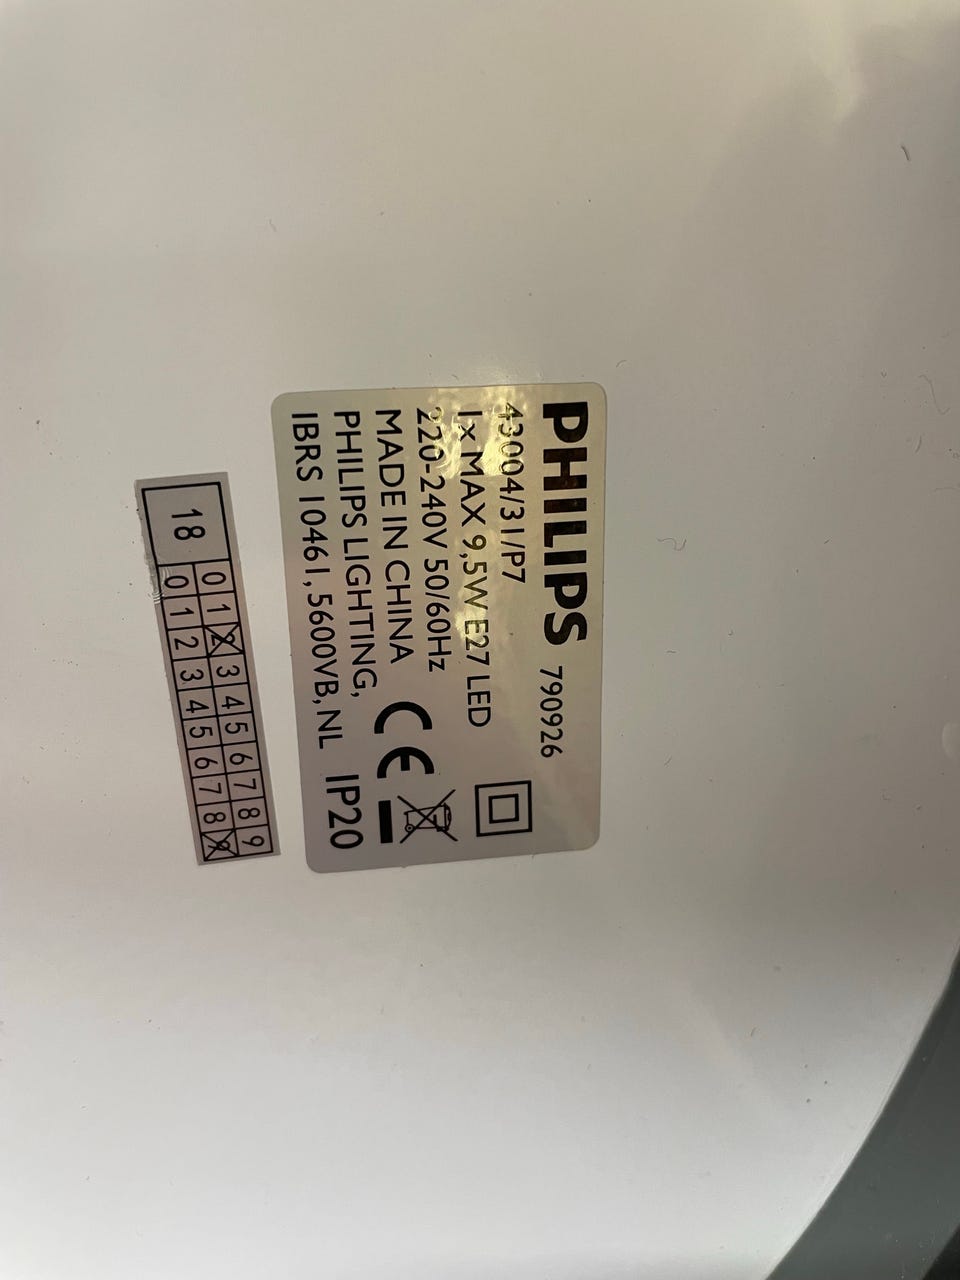 PHILIPS 790926
43004/31/P7
1x MAX 9,5W E27 LED
220-240V 50/60Hz
MADE IN CHINA
PHILIPS LIGHTING,
IBRS 10461, 5600VB, NL IP20
CE
18
0 1 2 3 4 5 6 7 8 9
0 1 2 3 4 5 6 7 8 9